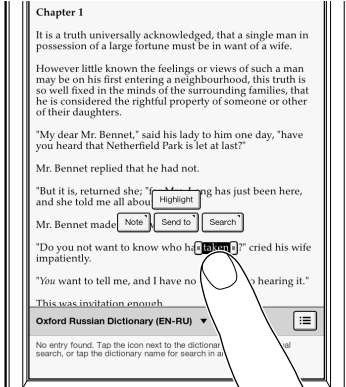 Chapter 1
It is a truth universally acknowledged, that a single man in
possession of a large fortune must be in want of a wife.
However little known the feelings or views of such a man
may be on his first entering a neighbourhood, this truth is
so well fixed in the minds of the surrounding families, that
he is considered the rightful property of someone or other
of their daughters.
"My dear Mr. Bennet," said his lady to him one day, "have
you heard that Netherfield Park is let at last?"
Mr. Bennet replied that he had not.
"But it is, returned she; has just been here,
and she told me all
Highlight
Mr. Bennet made
Note Send to Search
"Do you not want to know who taken ?" cried his wife
impatiently.
"You want to tell me, and I have no hearing it."
This was invitation enough
Oxford Russian Dictionary (EN-RU)
No entry found. Tap the icon next to the
search, or tap the dictionary name for search in